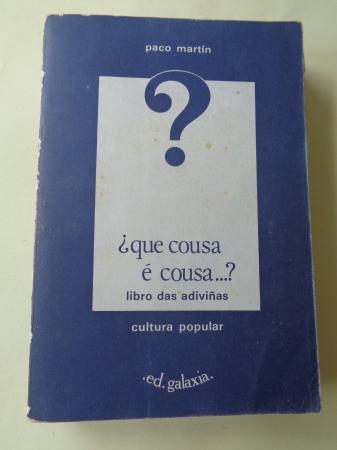 paco martín
?
¿que cousa
é cousa...?
libro das adiviñas
cultura popular
.ed. galaxia.